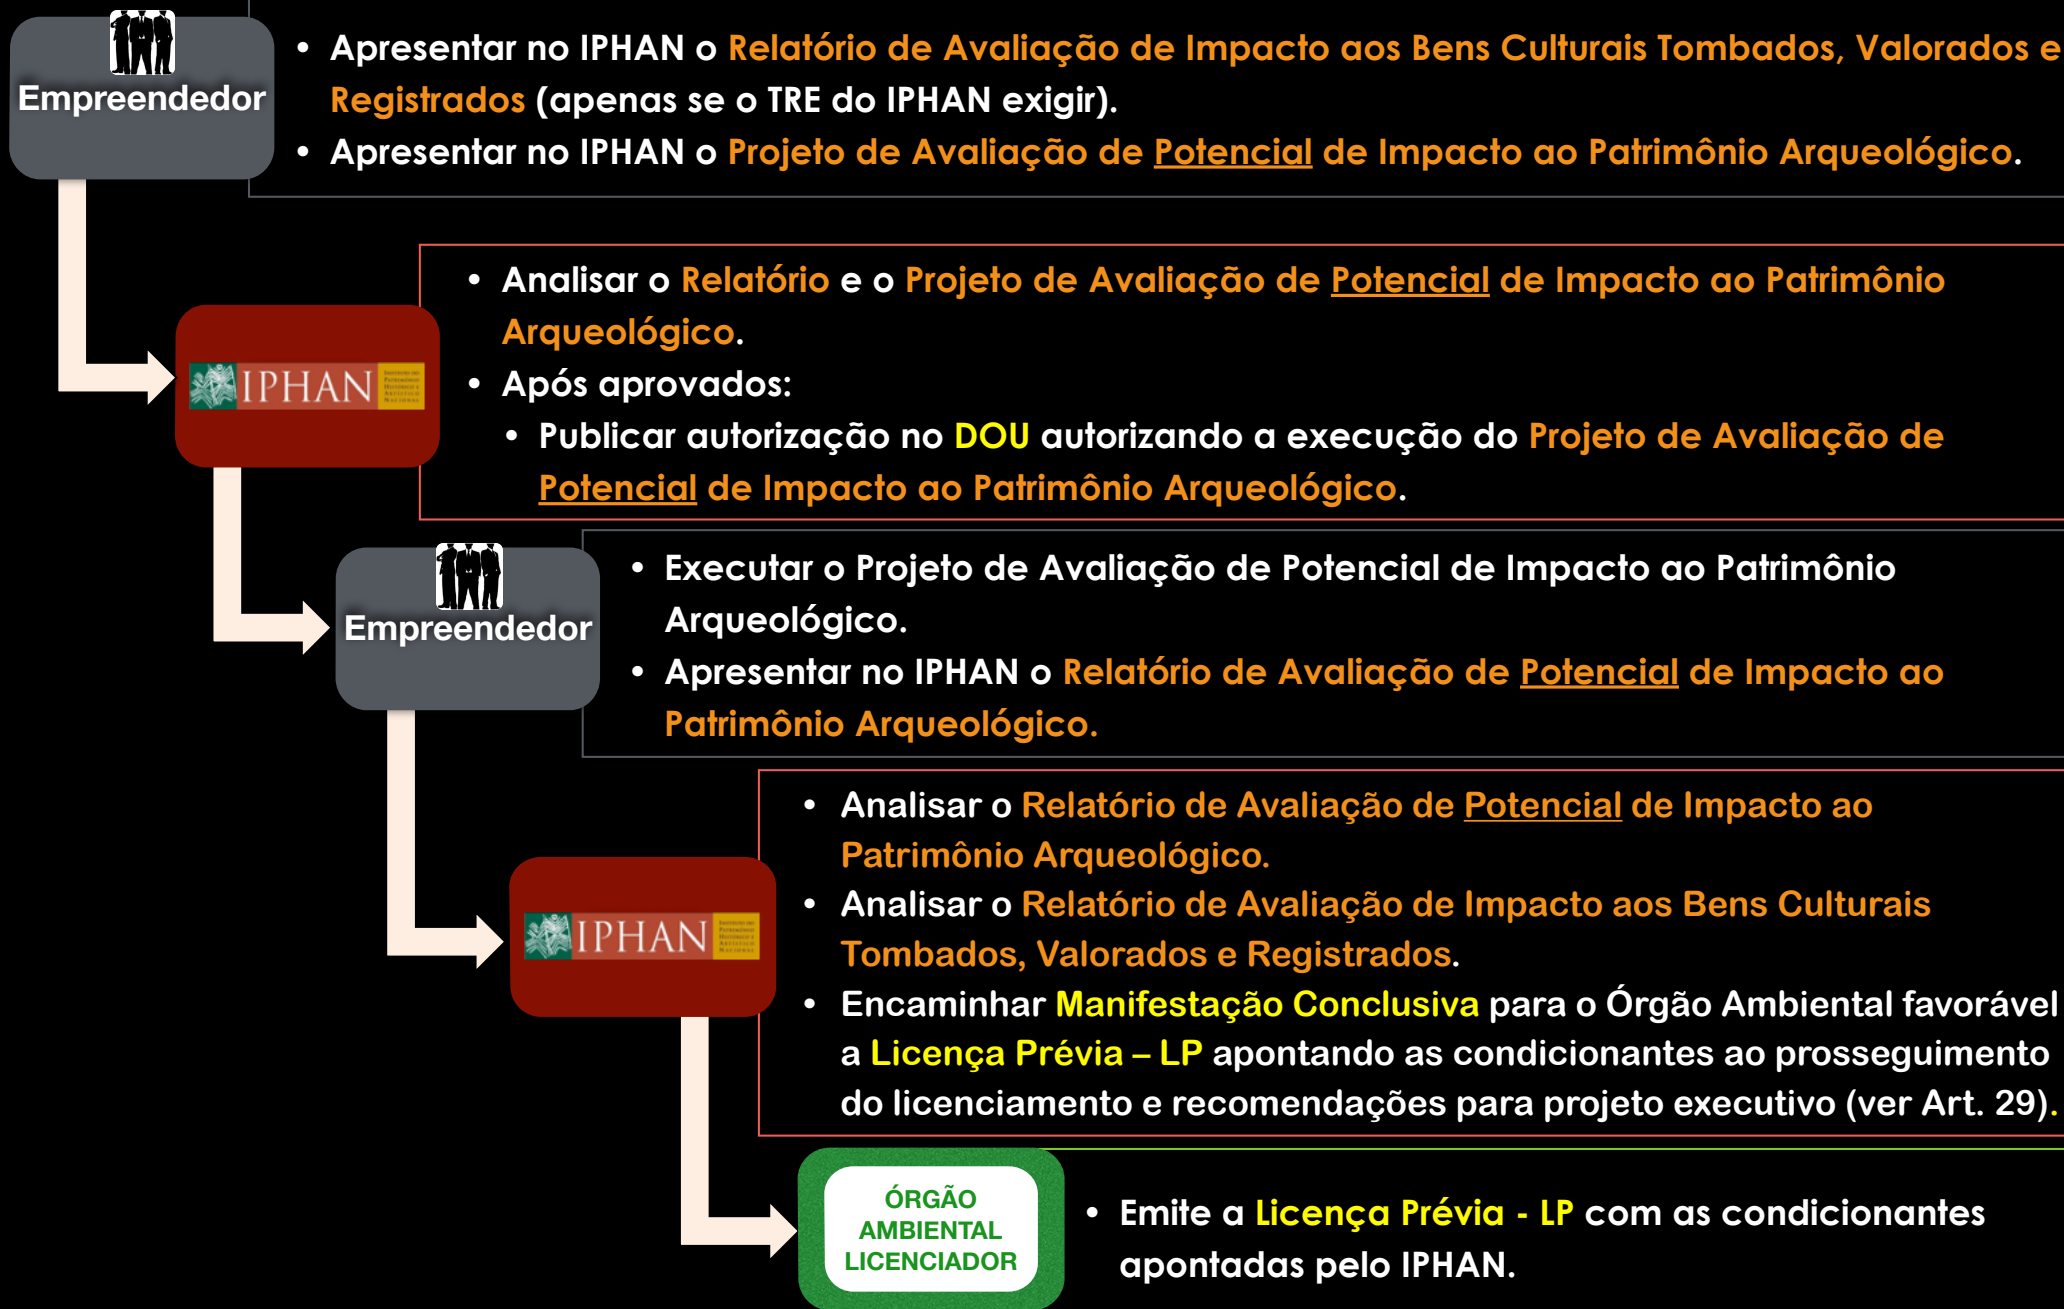 Empreendedor
• Apresentar no IPHAN o Relatório de Avaliação de Impacto aos Bens Culturais Tombados, Valorados e
Registrados (apenas se o TRE do IPHAN exigir).
• Apresentar no IPHAN o Projeto de Avaliação de Potencial de Impacto ao Patrimônio Arqueológico.
IPHAN
• Analisar o Relatório e o Projeto de Avaliação de Potencial de Impacto ao Patrimônio
Arqueológico.
• Após aprovados:
• Publicar autorização no DOU autorizando a execução do Projeto de Avaliação de
Potencial de Impacto ao Patrimônio Arqueológico.
Empreendedor
• Executar o Projeto de Avaliação de Potencial de Impacto ao Patrimônio
Arqueológico.
• Apresentar no IPHAN o Relatório de Avaliação de Potencial de Impacto ao
Patrimônio Arqueológico.
IPHAN
• Analisar o Relatório de Avaliação de Potencial de Impacto ao
Patrimônio Arqueológico.
• Analisar o Relatório de Avaliação de Impacto aos Bens Culturais
Tombados, Valorados e Registrados.
• Encaminhar Manifestação Conclusiva para o Órgão Ambiental favorável
a Licença Prévia – LP apontando as condicionantes ao prosseguimento
do licenciamento e recomendações para projeto executivo (ver Art. 29).
ÓRGÃO
AMBIENTAL
LICENCIADOR
• Emite a Licença Prévia - LP com as condicionantes
apontadas pelo IPHAN.